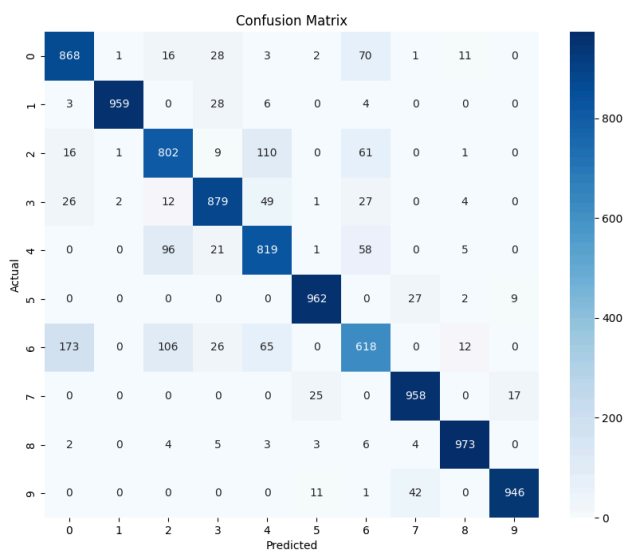 Confusion Matrix
0 868 1 16 28 3 2 70 1 11 0
1 3 959 0 28 6 0 4 0 0 0
2 16 1 802 9 110 0 61 0 1 0
3 26 2 12 879 49 1 27 0 4 0
4 0 0 96 21 819 1 58 0 5 0
5 0 0 0 0 0 962 0 27 2 9
6 173 0 106 26 65 0 618 0 12 0
7 0 0 0 0 0 25 0 958 0 17
8 2 0 4 5 3 3 6 4 973 0
9 0 0 0 0 0 11 1 42 0 946
0 1 2 3 4 5 6 7 8 9
Actual
Predicted
800
600
400
200
0